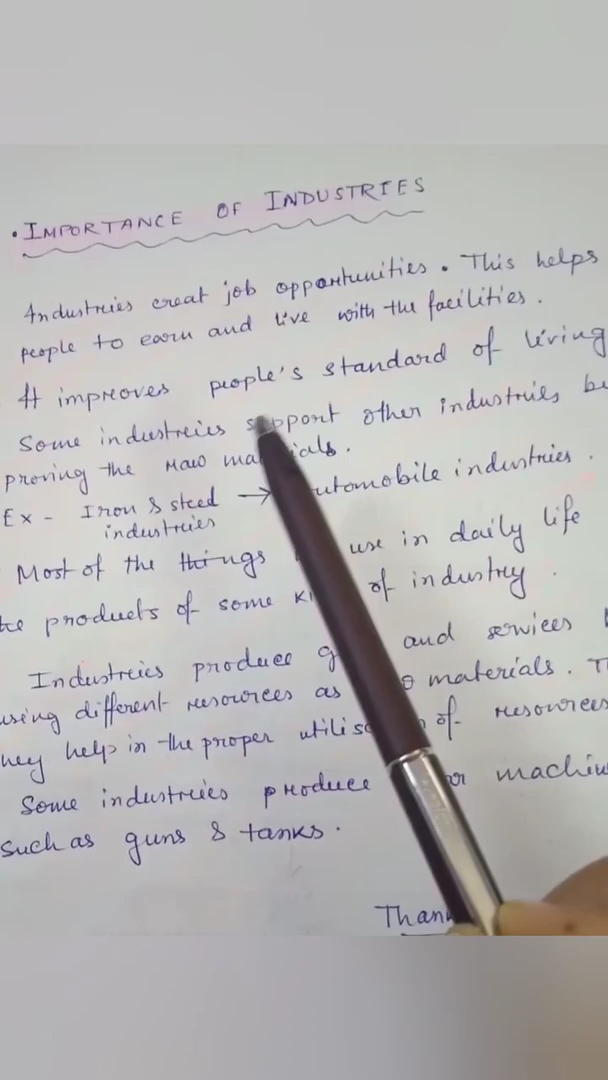 • IMPORTANCE OF INDUSTRIES
Industries creat job opportunities. This helps
people to earn and live with the facilities.
It improves people's standard of living
Some industries support other industries
proving the raw materials.
Ex - Iron & steel → automobile industries.
industries
Most of the things use in daily life
the products of some of industry.
Industries produce and services
using different resources as materials.
they help in the proper of resources
Some industries produce
such as guns & tanks.